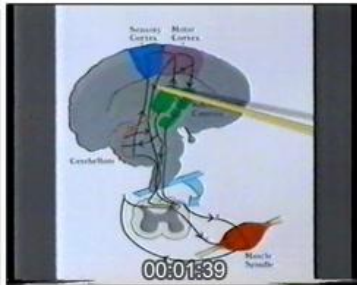 Sensory Motor
Cortex Cortex
Cerebellum
Muscle
Spindle
00:01:39